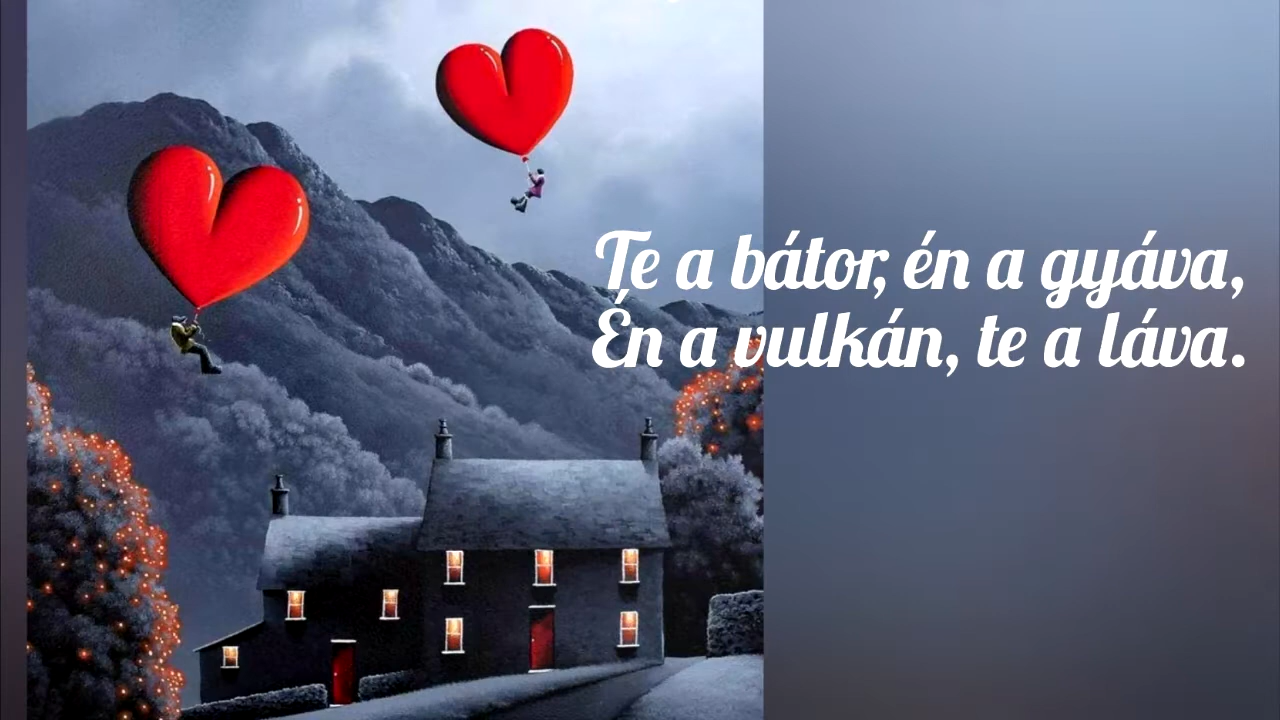 Te a bátor, én a gyáva,
Én a vulkán, te a láva.